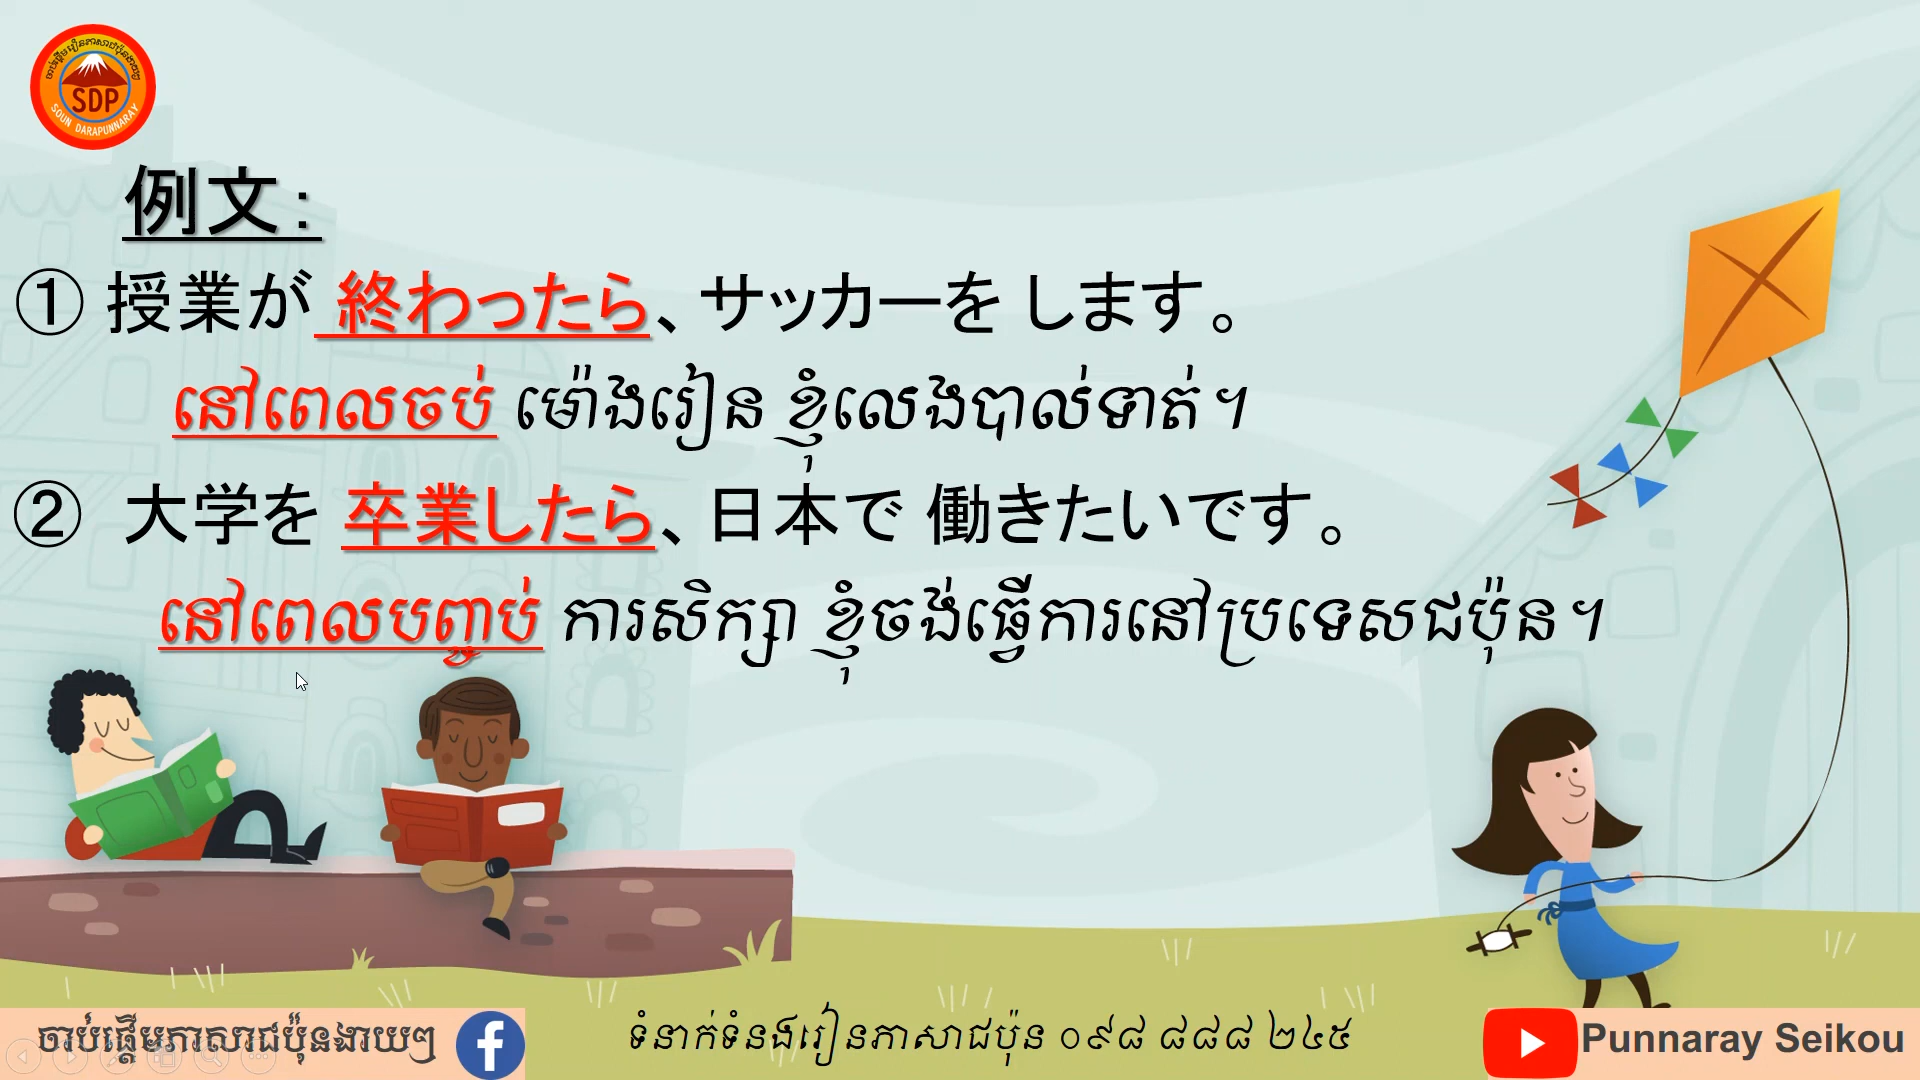 SDP
SOUN DARAPUNNARAY
例文：
① 授業が 終わったら、サッカーを します。
នៅពេលចប់ ម៉ោងរៀន ខ្ញុំលេងបាល់ទាត់។
② 大学を 卒業したら、日本で 働きたいです。
នៅពេលបញ្ចប់ ការសិក្សា ខ្ញុំចង់ធ្វើការនៅប្រទេសជប៉ុន។
ចាប់ផ្ដើមភាសាជប៉ុនងាយៗ
ទំនាក់ទំនងរៀនភាសាជប៉ុន ០៩៨ ៨៨៨ ២៤៥
Punnaray Seikou